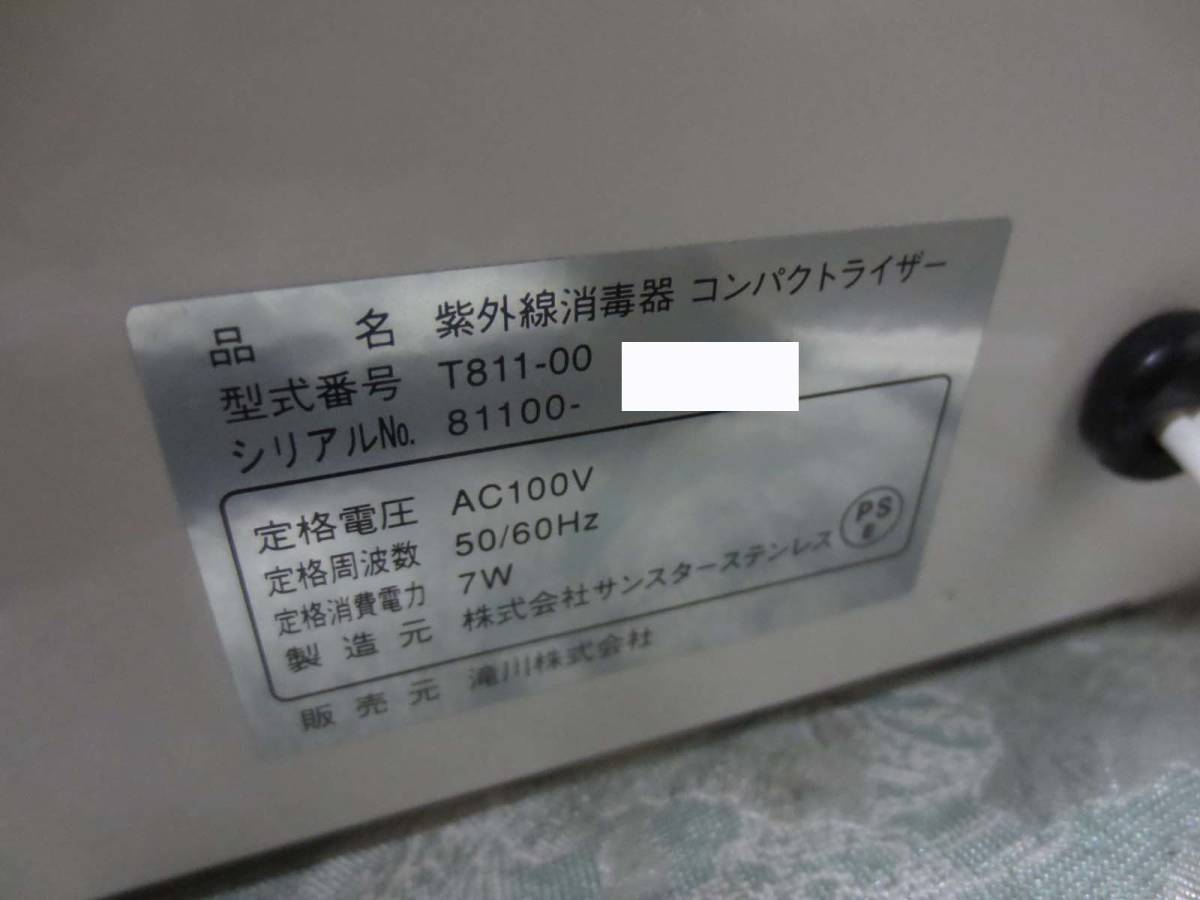 品名 紫外線消毒器 コンパクトライザー
型式番号 T811-00
シリアルNo. 81100-
定格電圧 AC100V
定格周波数 50/60Hz
定格消費電力 7W
製造元 株式会社サンスターステンレス
PS
E
販売元 滝川株式会社